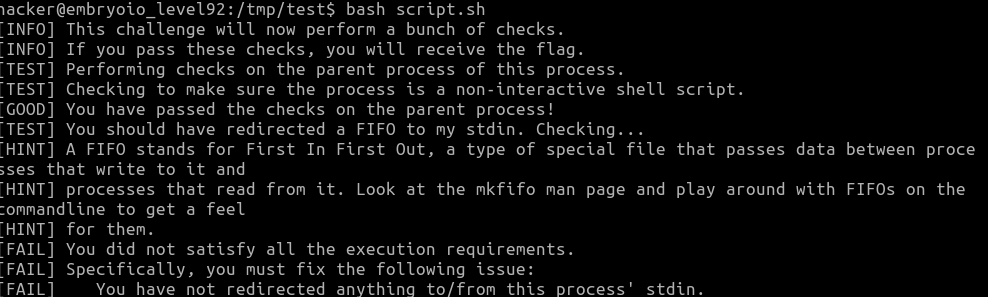 hacker@embryoio_level92:/tmp/test$ bash script.sh
[INFO] This challenge will now perform a bunch of checks.
[INFO] If you pass these checks, you will receive the flag.
[TEST] Performing checks on the parent process of this process.
[TEST] Checking to make sure the process is a non-interactive shell script.
[GOOD] You have passed the checks on the parent process!
[TEST] You should have redirected a FIFO to my stdin. Checking...
[HINT] A FIFO stands for First In First Out, a type of special file that passes data between proce
sses that write to it and
[HINT] processes that read from it. Look at the mkfifo man page and play around with FIFOs on the
commandline to get a feel
[HINT] for them.
[FAIL] You did not satisfy all the execution requirements.
[FAIL] Specifically, you must fix the following issue:
[FAIL]    You have not redirected anything to/from this process' stdin.